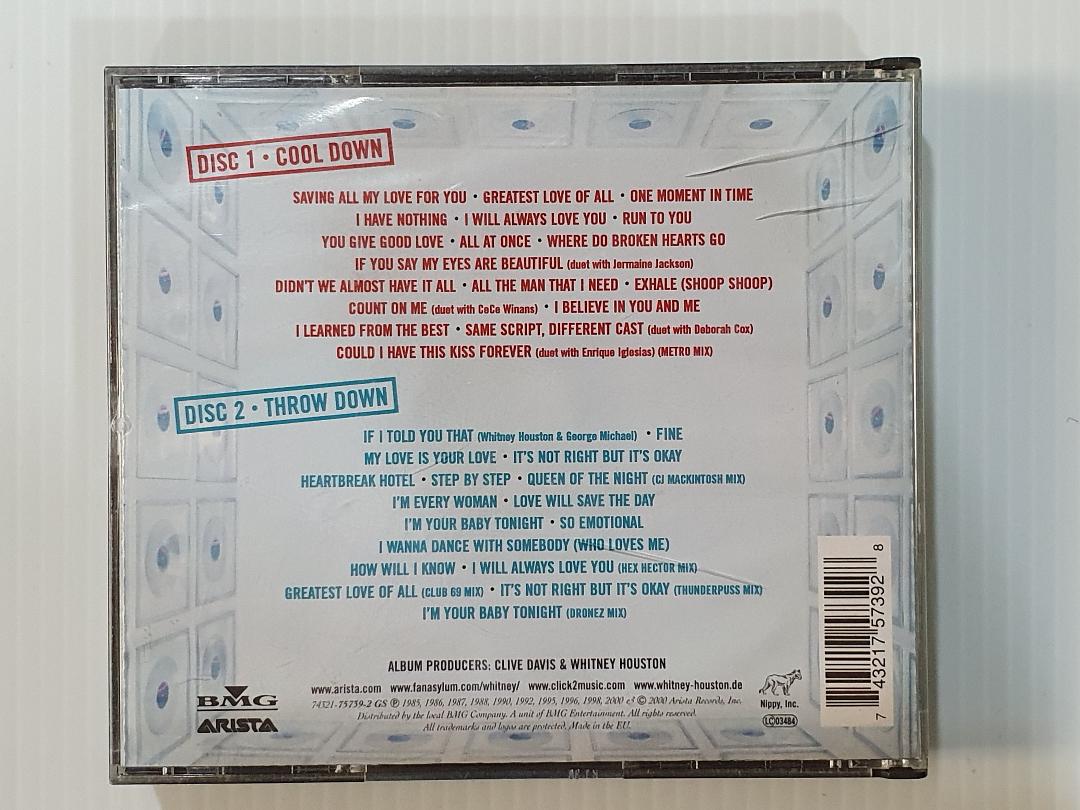 DISC 1 • COOL DOWN
SAVING ALL MY LOVE FOR YOU • GREATEST LOVE OF ALL • ONE MOMENT IN TIME
I HAVE NOTHING • I WILL ALWAYS LOVE YOU • RUN TO YOU
YOU GIVE GOOD LOVE • ALL AT ONCE • WHERE DO BROKEN HEARTS GO
IF YOU SAY MY EYES ARE BEAUTIFUL (duet with Jermaine Jackson)
DIDN'T WE ALMOST HAVE IT ALL • ALL THE MAN THAT I NEED • EXHALE (SHOOP SHOOP)
COUNT ON ME (duet with CeCe Winans) • I BELIEVE IN YOU AND ME
I LEARNED FROM THE BEST • SAME SCRIPT, DIFFERENT CAST (duet with Deborah Cox)
COULD I HAVE THIS KISS FOREVER (duet with Enrique Iglesias) (METRO MIX)
DISC 2 • THROW DOWN
IF I TOLD YOU THAT (Whitney Houston & George Michael) • FINE
MY LOVE IS YOUR LOVE • IT'S NOT RIGHT BUT IT'S OKAY
HEARTBREAK HOTEL • STEP BY STEP • QUEEN OF THE NIGHT (CJ MACKINTOSH MIX)
I'M EVERY WOMAN • LOVE WILL SAVE THE DAY
I'M YOUR BABY TONIGHT • SO EMOTIONAL
I WANNA DANCE WITH SOMEBODY (WHO LOVES ME)
HOW WILL I KNOW • I WILL ALWAYS LOVE YOU (HEX HECTOR MIX)
GREATEST LOVE OF ALL (CLUB 69 MIX) • IT'S NOT RIGHT BUT IT'S OKAY (THUNDERPUSS MIX)
I'M YOUR BABY TONIGHT (DRONEZ MIX)
ALBUM PRODUCERS: CLIVE DAVIS & WHITNEY HOUSTON
www.arista.com www.fanasylum.com/whitney/ www.click2music.com www.whitney-houston.de
74321-75739-2 GS ℗ 1985, 1986, 1987, 1988, 1990, 1992, 1995, 1996, 1998, 2000 & © 2000 Arista Records, Inc.
Distributed by the local BMG Company. A unit of BMG Entertainment. All rights reserved.
All trademarks and logos are protected. Made in the EU.
BMG
ARISTA
Nippy, Inc.
LC03484
7 43217 57392 8